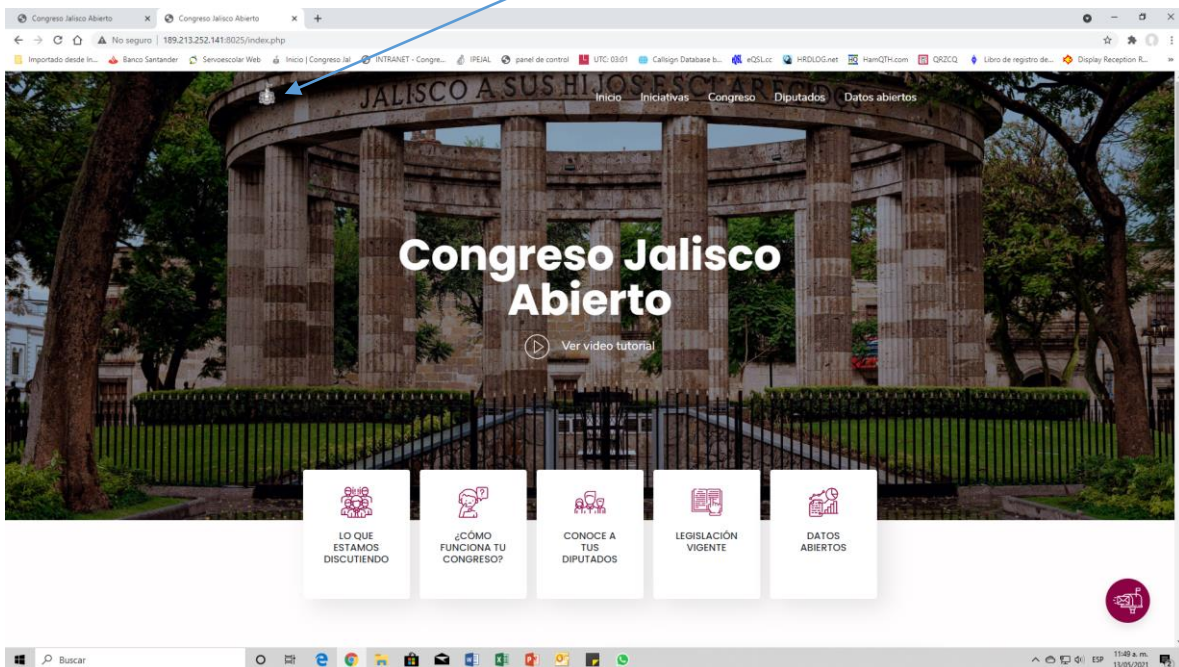 Congreso Jalisco Abierto
Congreso Jalisco Abierto
No seguro | 189.213.252.141:8025/index.php
Importado desde In...
Banco Santander
Servoescolar Web
Inicio | Congreso Jal
INTRANET - Congre...
IPEJAL
panel de control
UTC: 03:01
Callsign Database b...
eQSL.cc
HRDLOG.net
HamQTH.com
QRZCQ
Libro de registro de...
Display Reception R...
JALISCO A SUS HIJOS
Inicio Iniciativas Congreso Diputados Datos abiertos
Congreso Jalisco
Abierto
Ver video tutorial
LO QUE
ESTAMOS
DISCUTIENDO
¿CÓMO
FUNCIONA TU
CONGRESO?
CONOCE A
TUS
DIPUTADOS
LEGISLACIÓN
VIGENTE
DATOS
ABIERTOS
Buscar
ESP
11:49 a. m.
13/05/2021